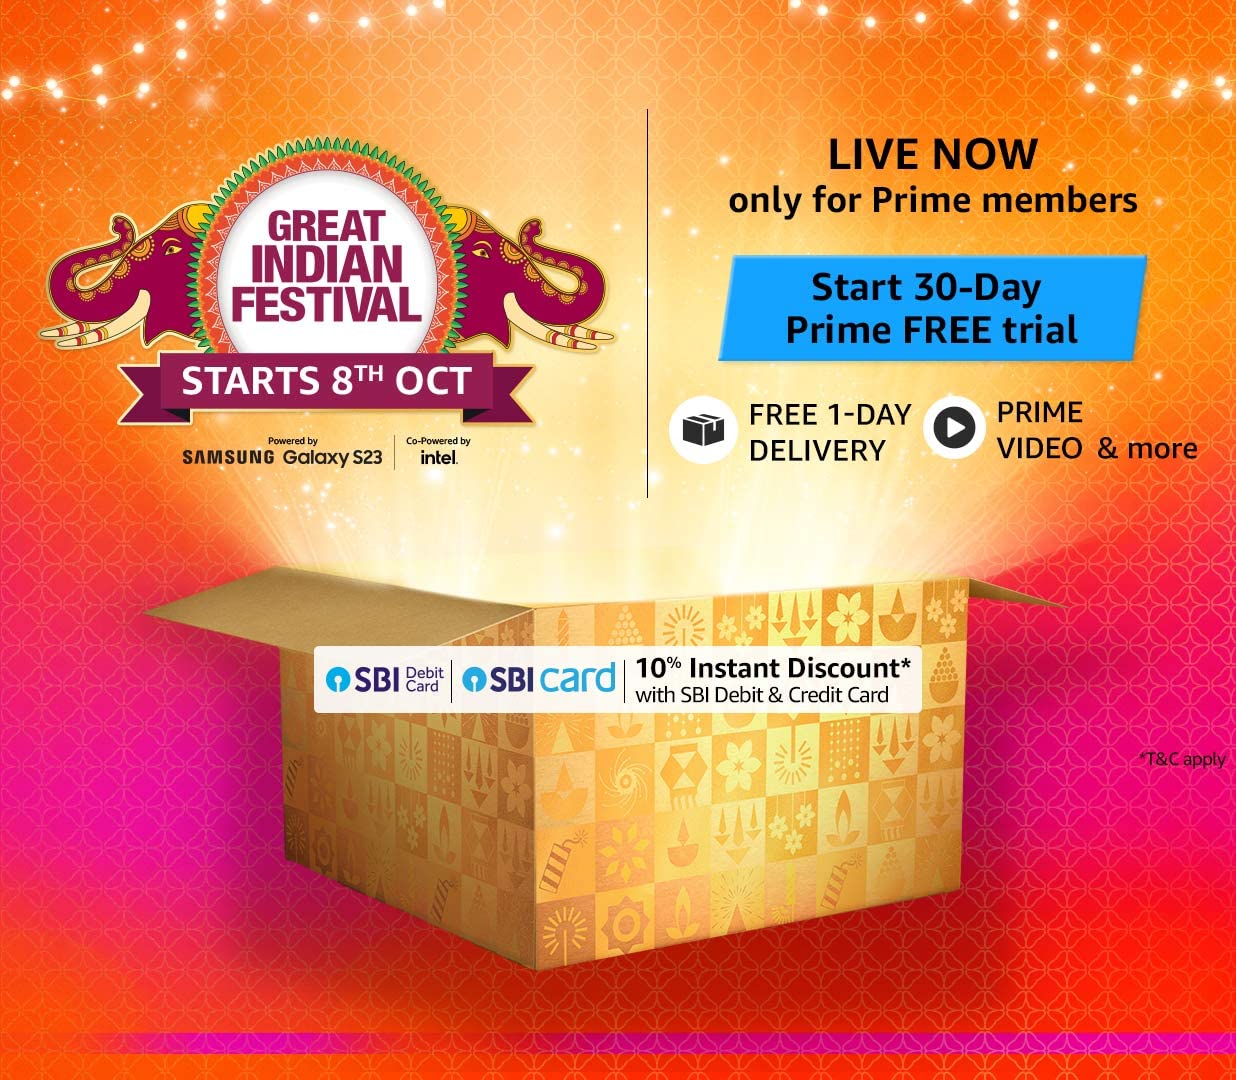 GREAT
INDIAN
FESTIVAL
STARTS 8TH OCT
Powered by
SAMSUNG Galaxy S23
Co-Powered by
intel.
LIVE NOW
only for Prime members
Start 30-Day
Prime FREE trial
FREE 1-DAY
DELIVERY
PRIME
VIDEO & more
SBI Debit
Card
SBI card
10% Instant Discount*
with SBI Debit & Credit Card
*T&C apply